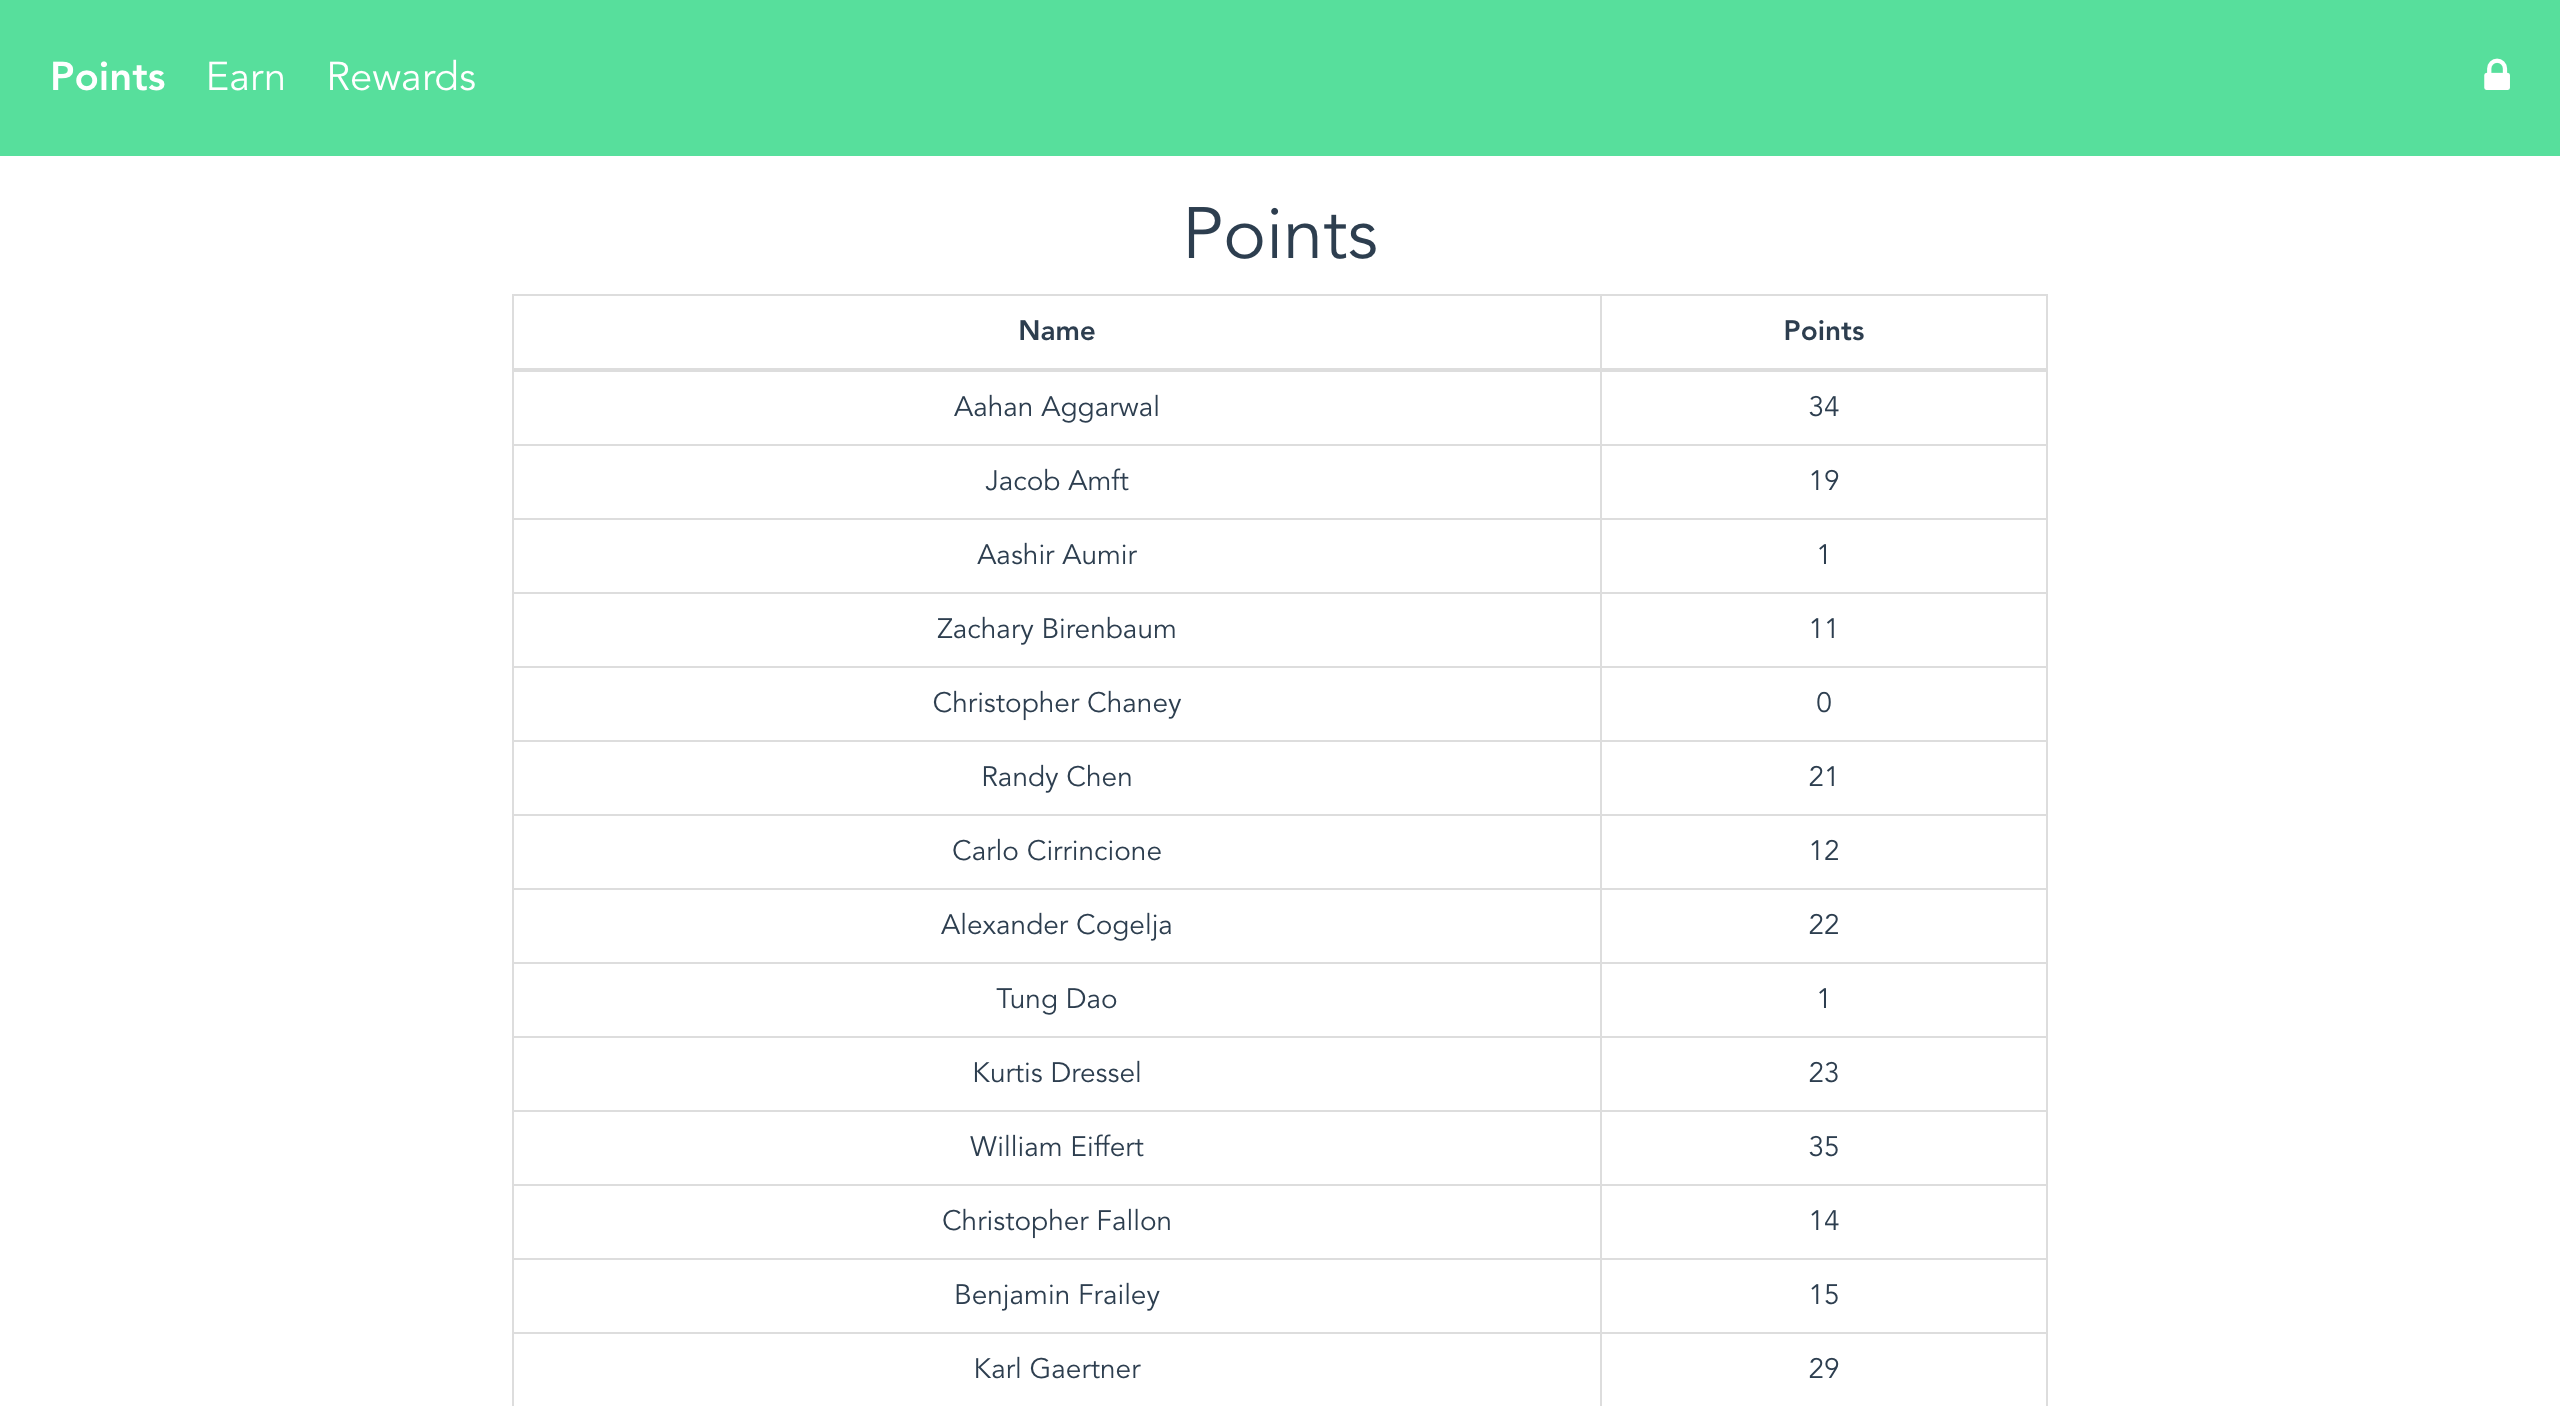 Points Earn Rewards
Points
Name Points
Aahan Aggarwal 34
Jacob Amft 19
Aashir Aumir 1
Zachary Birenbaum 11
Christopher Chaney 0
Randy Chen 21
Carlo Cirrincione 12
Alexander Cogelja 22
Tung Dao 1
Kurtis Dressel 23
William Eiffert 35
Christopher Fallon 14
Benjamin Frailey 15
Karl Gaertner 29